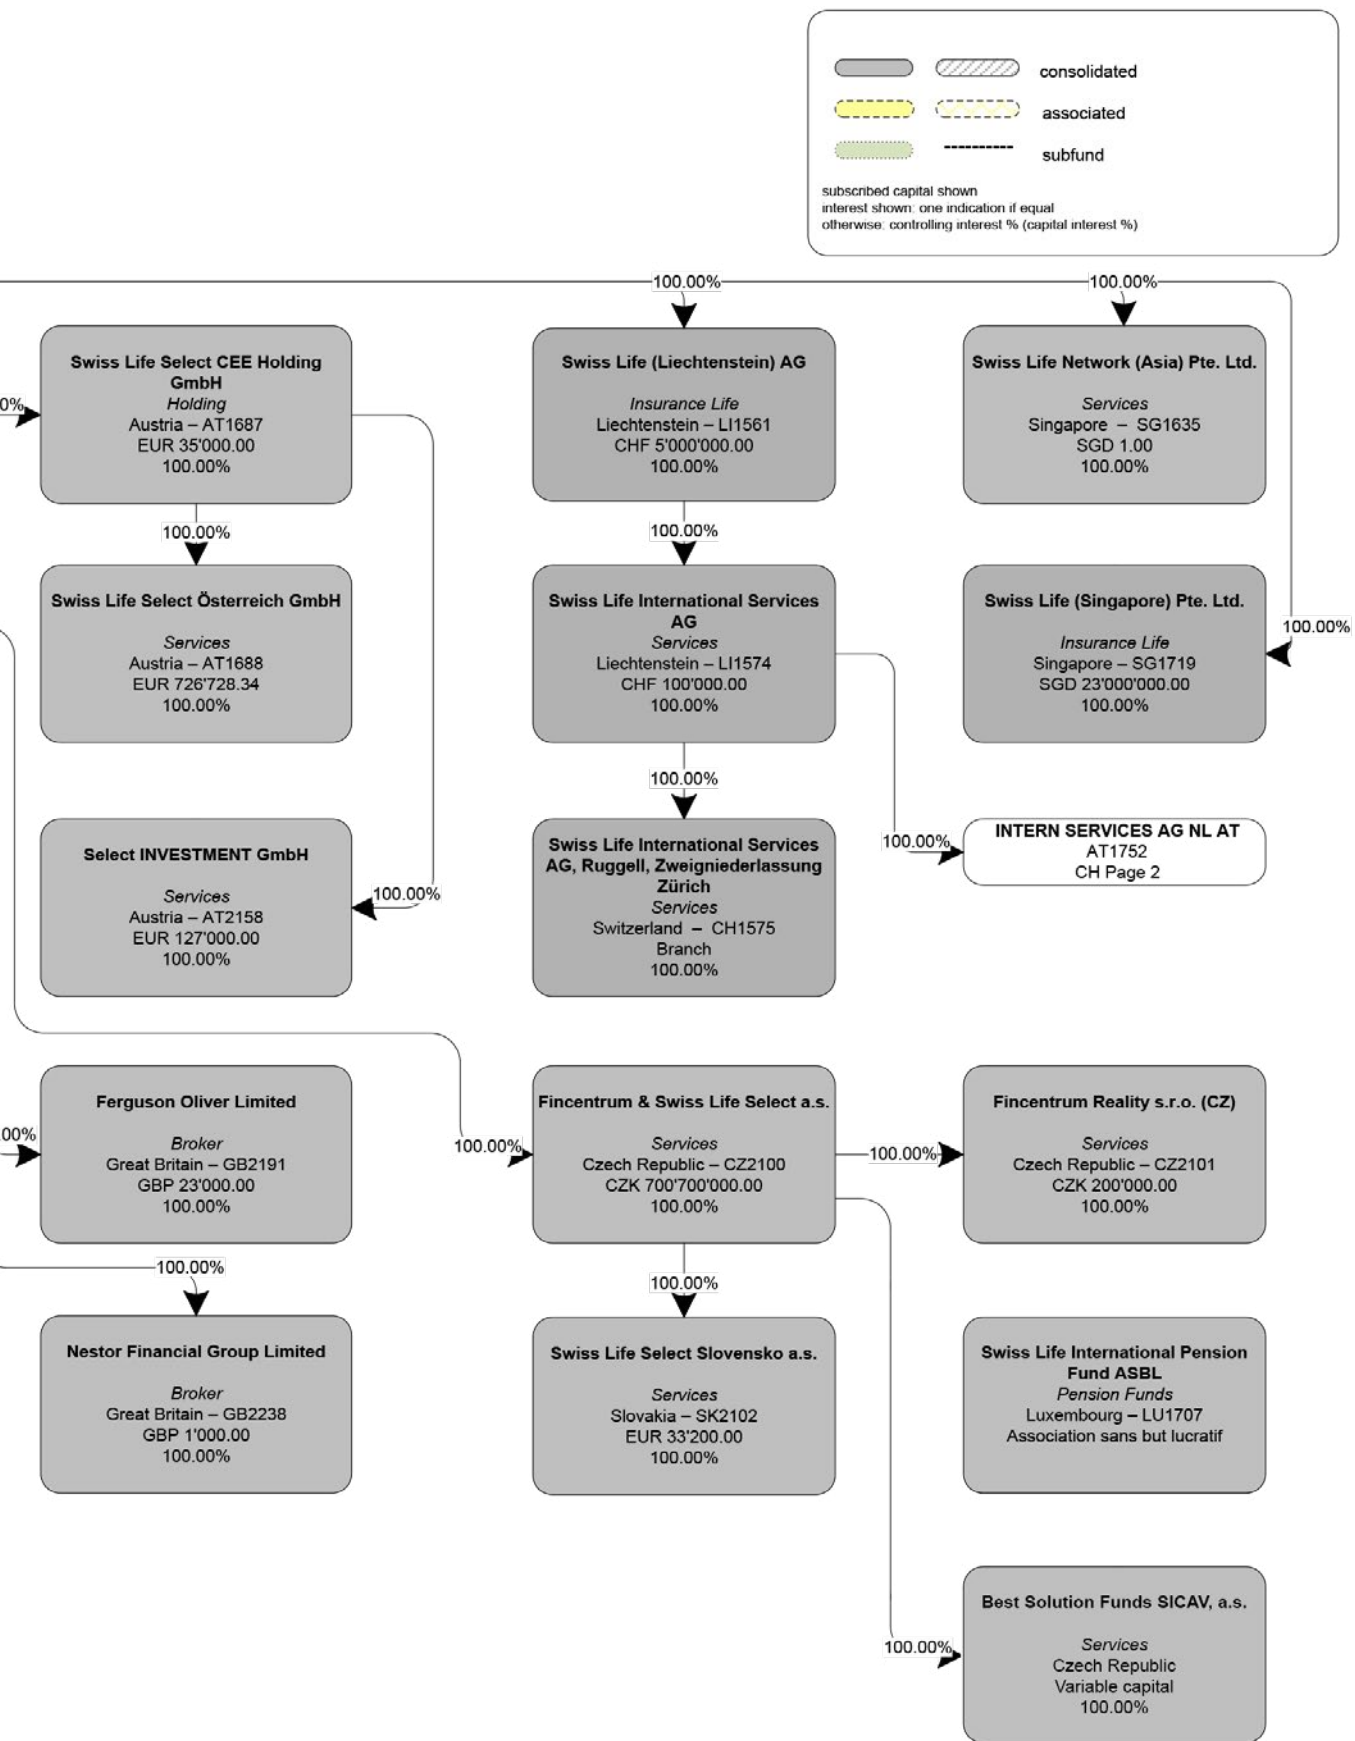 consolidated
associated
subfund
subscribed capital shown
interest shown: one indication if equal
otherwise: controlling interest % (capital interest %)
100.00%
100.00%
Swiss Life Select CEE Holding
GmbH
Holding
Austria – AT1687
EUR 35'000.00
100.00%
0%
Swiss Life (Liechtenstein) AG
Insurance Life
Liechtenstein – LI1561
CHF 5'000'000.00
100.00%
Swiss Life Network (Asia) Pte. Ltd.
Services
Singapore – SG1635
SGD 1.00
100.00%
100.00%
100.00%
Swiss Life Select Österreich GmbH
Services
Austria – AT1688
EUR 726'728.34
100.00%
Swiss Life International Services
AG
Services
Liechtenstein – LI1574
CHF 100'000.00
100.00%
Swiss Life (Singapore) Pte. Ltd.
Insurance Life
Singapore – SG1719
SGD 23'000'000.00
100.00%
100.00%
100.00%
Select INVESTMENT GmbH
Services
Austria – AT2158
EUR 127'000.00
100.00%
100.00%
Swiss Life International Services
AG, Ruggell, Zweigniederlassung
Zürich
Services
Switzerland – CH1575
Branch
100.00%
100.00%
INTERN SERVICES AG NL AT
AT1752
CH Page 2
Ferguson Oliver Limited
Broker
Great Britain – GB2191
GBP 23'000.00
100.00%
00%
100.00%
Fincentrum & Swiss Life Select a.s.
Services
Czech Republic – CZ2100
CZK 700'700'000.00
100.00%
100.00%
Fincentrum Reality s.r.o. (CZ)
Services
Czech Republic – CZ2101
CZK 200'000.00
100.00%
100.00%
100.00%
Nestor Financial Group Limited
Broker
Great Britain – GB2238
GBP 1'000.00
100.00%
Swiss Life Select Slovensko a.s.
Services
Slovakia – SK2102
EUR 33'200.00
100.00%
Swiss Life International Pension
Fund ASBL
Pension Funds
Luxembourg – LU1707
Association sans but lucratif
100.00%
Best Solution Funds SICAV, a.s.
Services
Czech Republic
Variable capital
100.00%